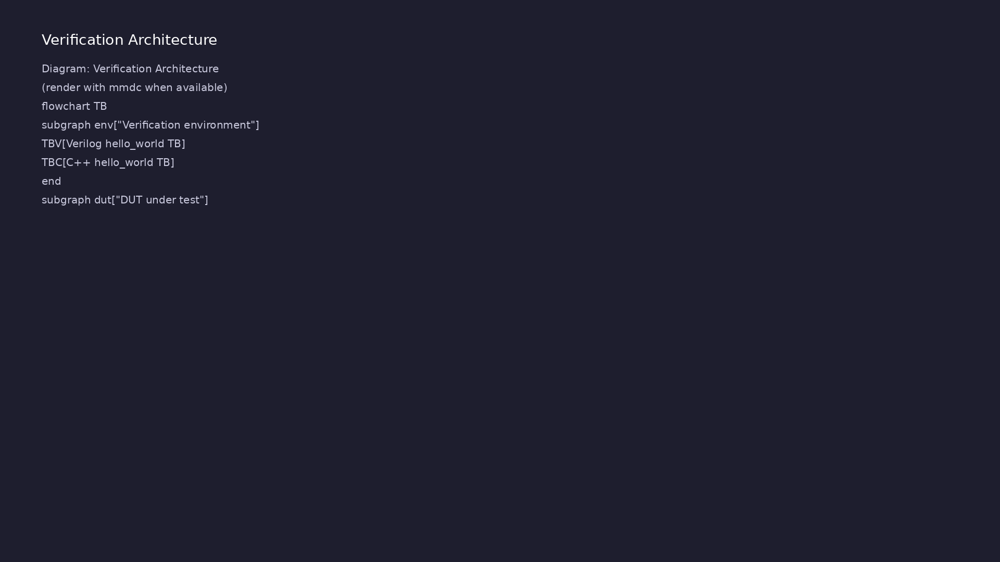 Verification Architecture
Diagram: Verification Architecture
(render with mmdc when available)
flowchart TB
subgraph env["Verification environment"]
TBV[Verilog hello_world TB]
TBC[C++ hello_world TB]
end
subgraph dut["DUT under test"]